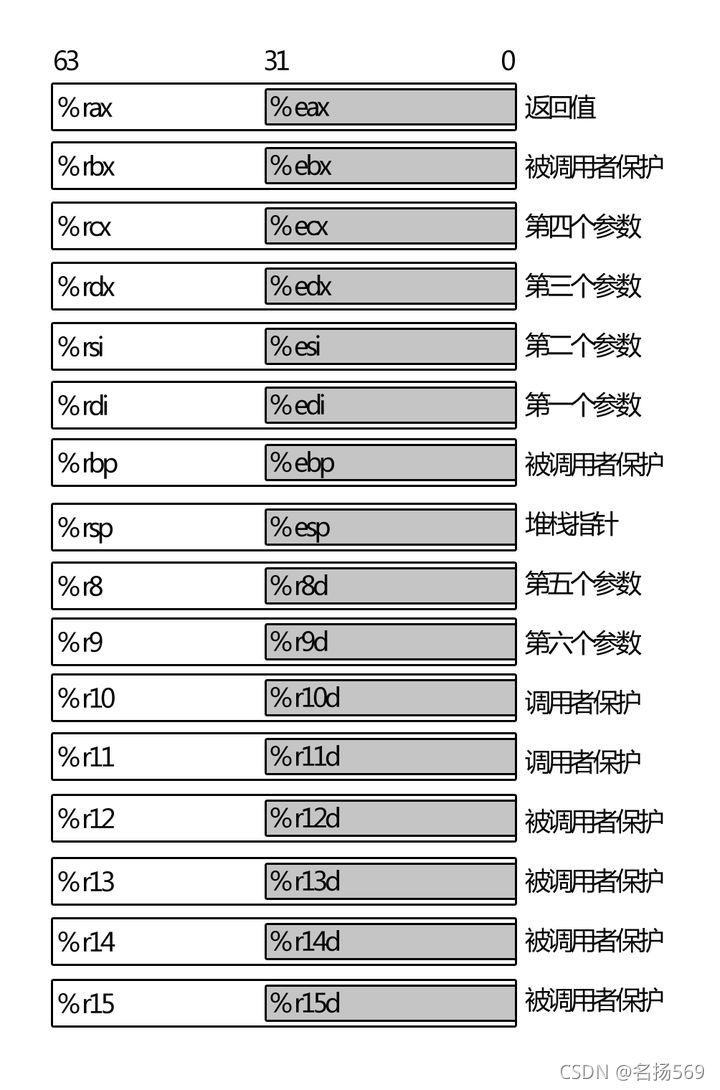 63 31 0
%rax %eax 返回值
%rbx %ebx 被调用者保护
%rcx %ecx 第四个参数
%rdx %edx 第三个参数
%rsi %esi 第二个参数
%rdi %edi 第一个参数
%rbp %ebp 被调用者保护
%rsp %esp 堆栈指针
%r8 %r8d 第五个参数
%r9 %r9d 第六个参数
%r10 %r10d 调用者保护
%r11 %r11d 调用者保护
%r12 %r12d 被调用者保护
%r13 %r13d 被调用者保护
%r14 %r14d 被调用者保护
%r15 %r15d 被调用者保护
CSDN @名扬569